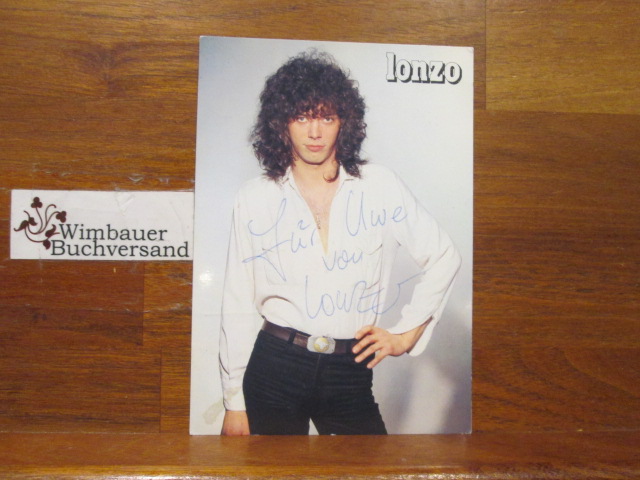 lonzo
Für Uwe
von
Lonzo
Wimbauer
Buchversand